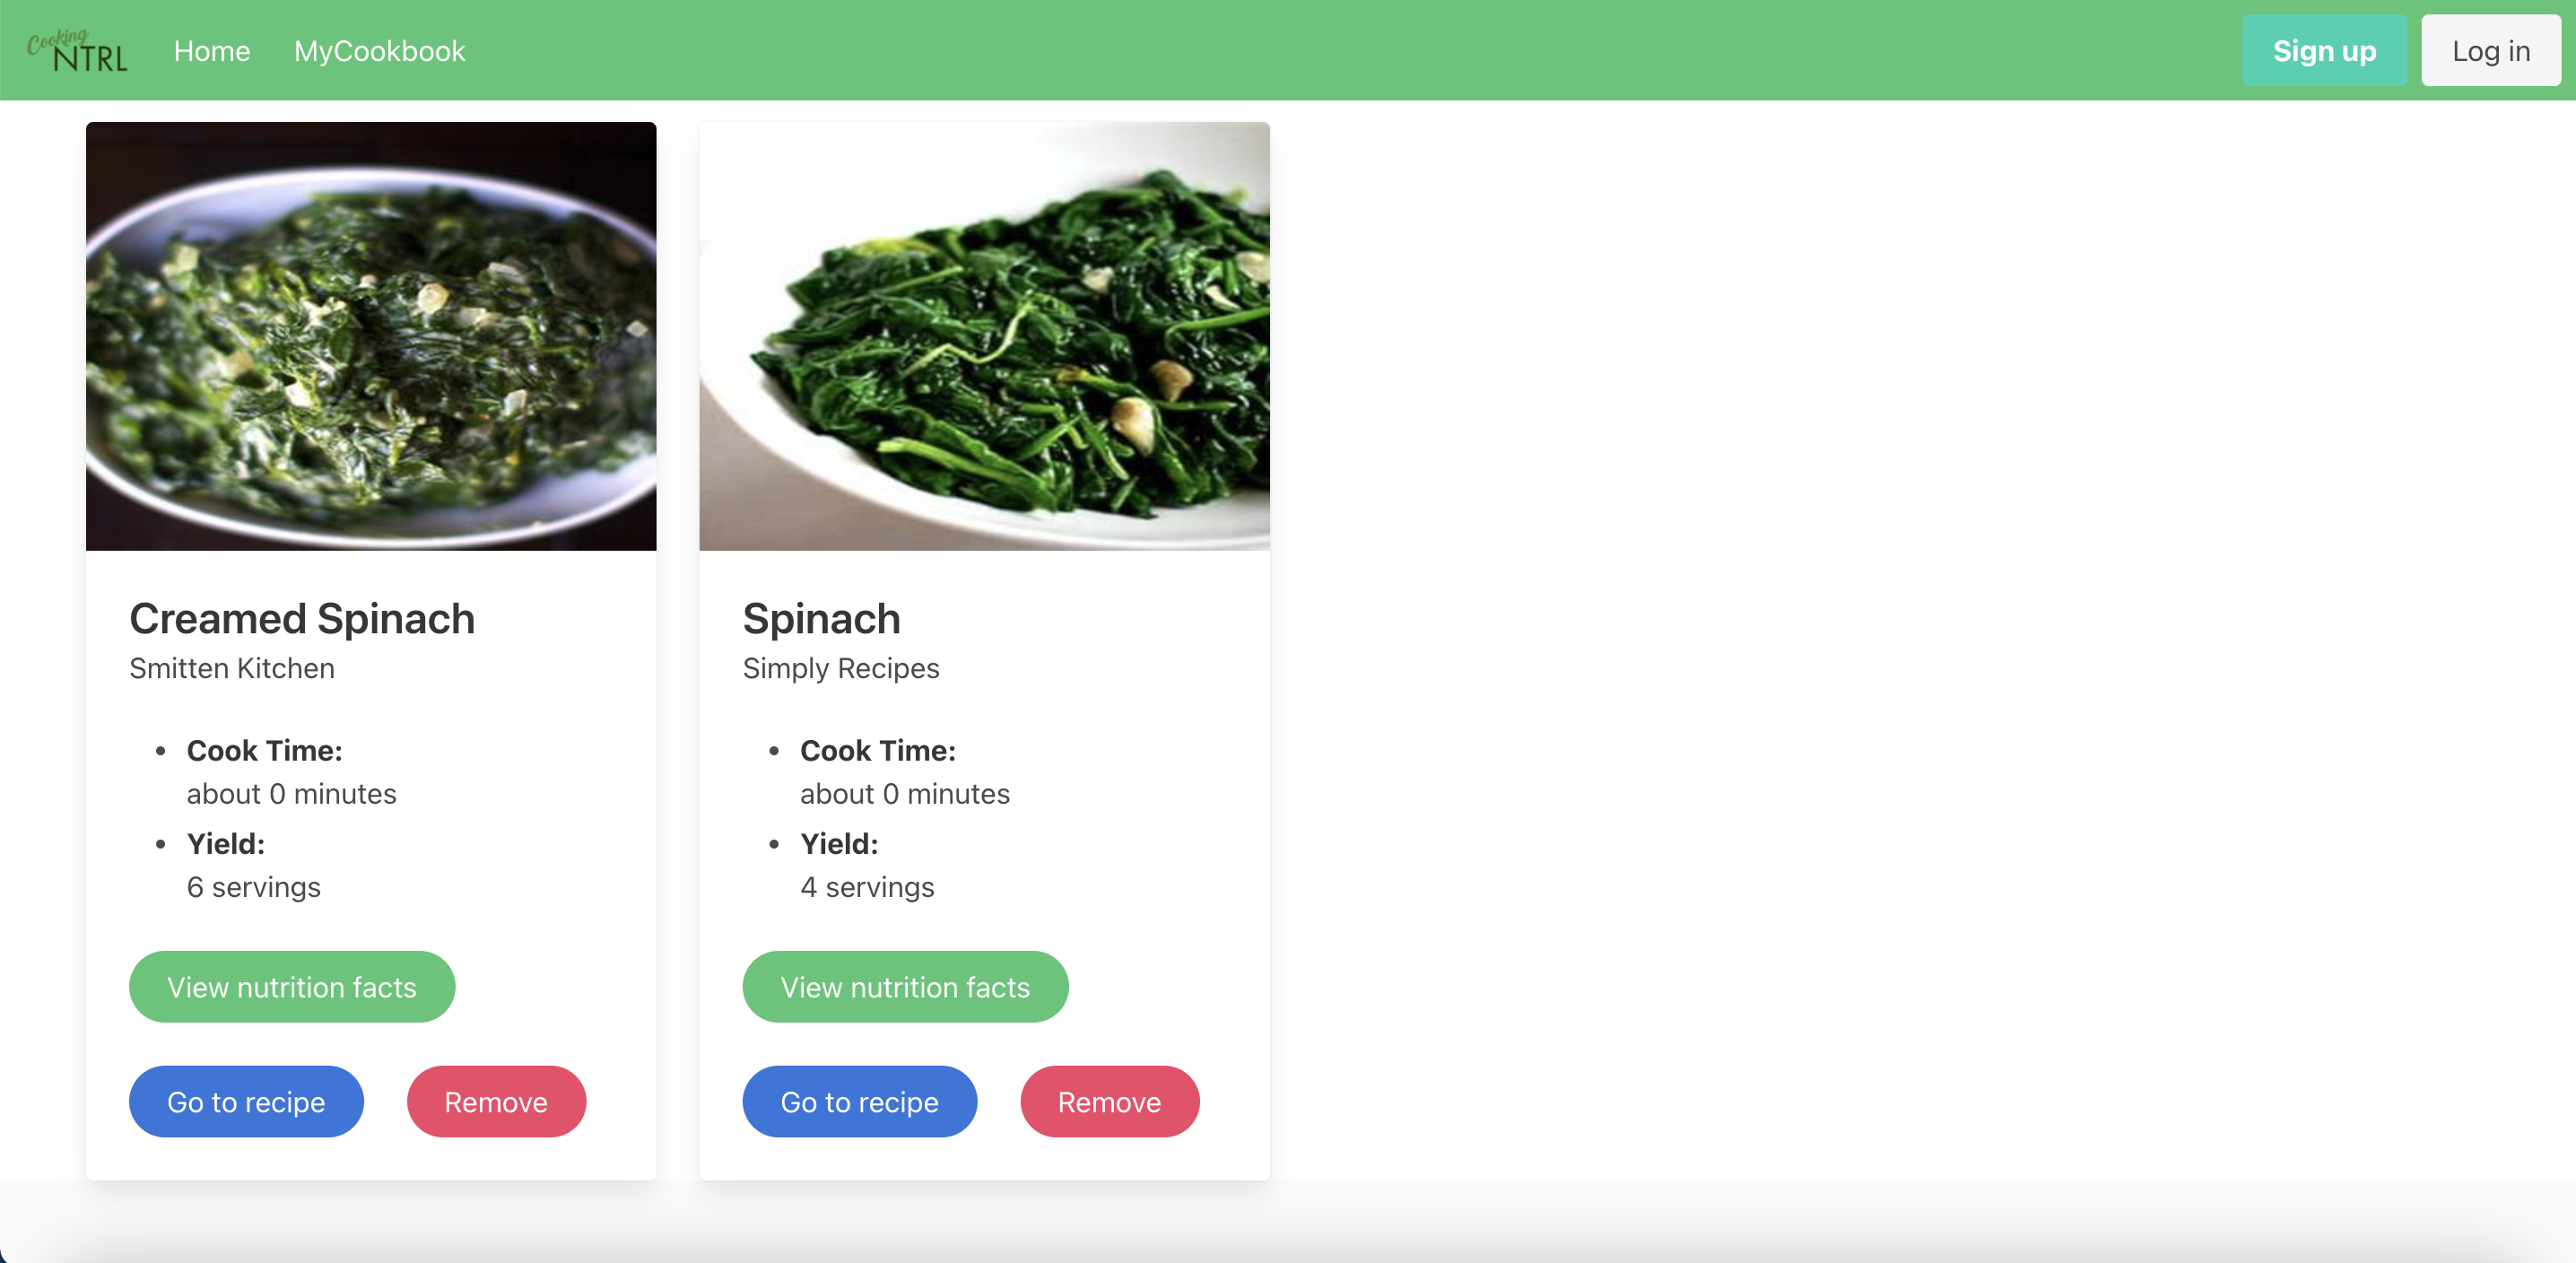 Cooking
NTRL
Home
MyCookbook
Sign up
Log in
Creamed Spinach
Smitten Kitchen
• Cook Time:
about 0 minutes
• Yield:
6 servings
View nutrition facts
Go to recipe
Remove
Spinach
Simply Recipes
• Cook Time:
about 0 minutes
• Yield:
4 servings
View nutrition facts
Go to recipe
Remove